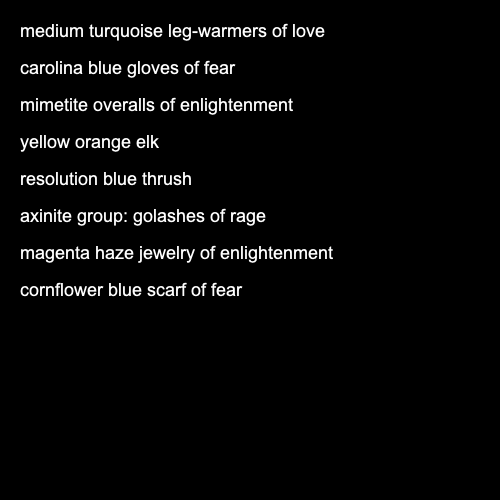 medium turquoise leg-warmers of love
carolina blue gloves of fear
mimetite overalls of enlightenment
yellow orange elk
resolution blue thrush
axinite group: golashes of rage
magenta haze jewelry of enlightenment
cornflower blue scarf of fear